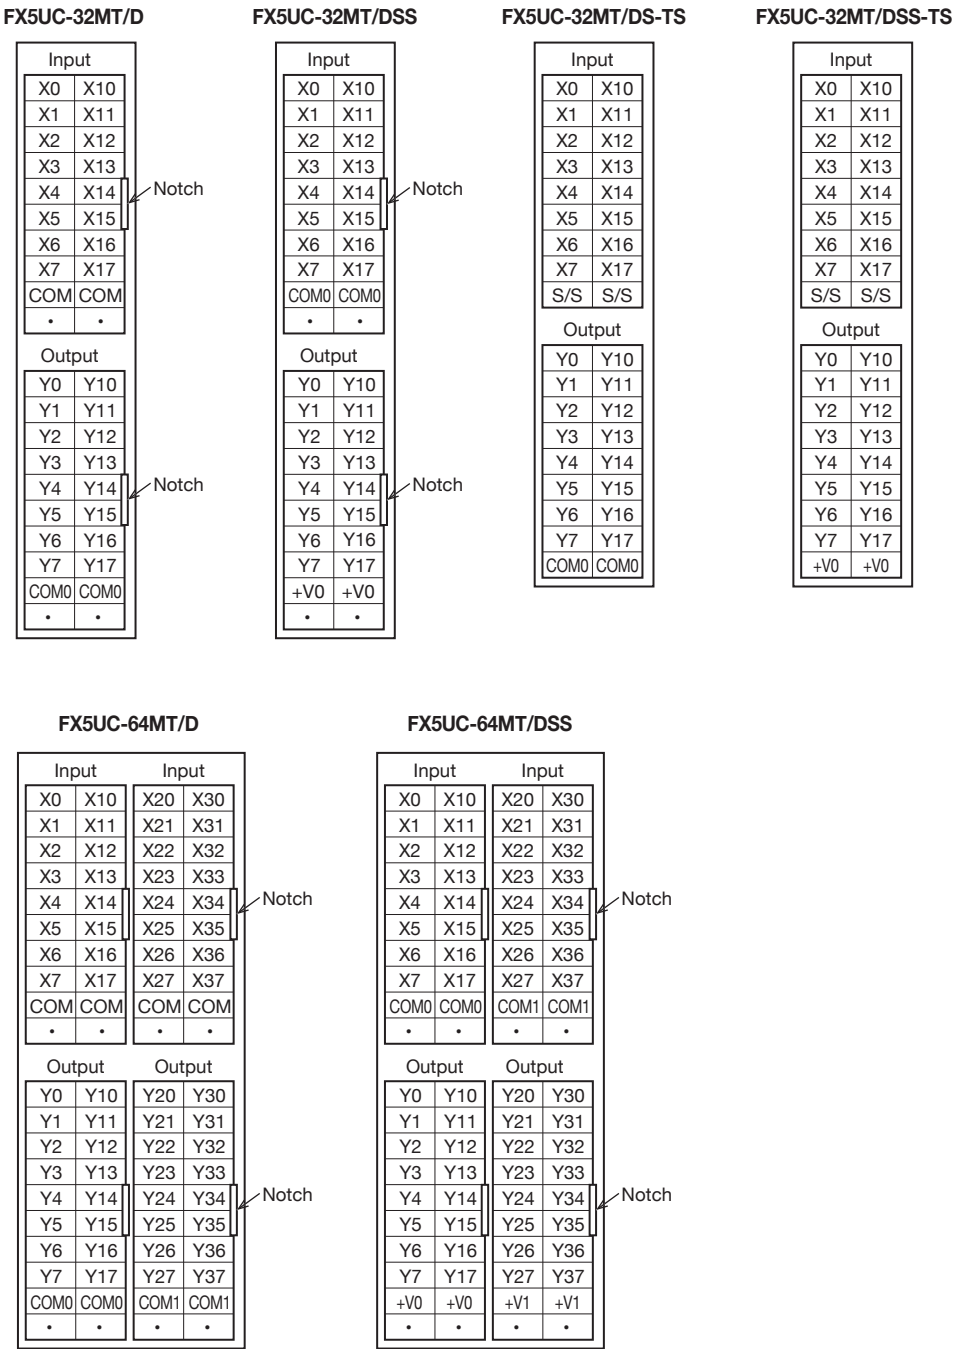 FX5UC-32MT/D FX5UC-32MT/DSS FX5UC-32MT/DS-TS FX5UC-32MT/DSS-TS
Input Input Input Input
X0 X10 X0 X10 X0 X10 X0 X10
X1 X11 X1 X11 X1 X11 X1 X11
X2 X12 X2 X12 X2 X12 X2 X12
X3 X13 X3 X13 X3 X13 X3 X13
X4 X14 Notch X4 X14 Notch X4 X14 X4 X14
X5 X15 X5 X15 X5 X15 X5 X15
X6 X16 X6 X16 X6 X16 X6 X16
X7 X17 X7 X17 X7 X17 X7 X17
COM COM COM0 COM0 S/S S/S S/S S/S
• • • •
Output Output Output Output
Y0 Y10 Y0 Y10 Y0 Y10 Y0 Y10
Y1 Y11 Y1 Y11 Y1 Y11 Y1 Y11
Y2 Y12 Y2 Y12 Y2 Y12 Y2 Y12
Y3 Y13 Y3 Y13 Y3 Y13 Y3 Y13
Y4 Y14 Notch Y4 Y14 Notch Y4 Y14 Y4 Y14
Y5 Y15 Y5 Y15 Y5 Y15 Y5 Y15
Y6 Y16 Y6 Y16 Y6 Y16 Y6 Y16
Y7 Y17 Y7 Y17 Y7 Y17 Y7 Y17
COM0 COM0 +V0 +V0 COM0 COM0 +V0 +V0
• • • •
FX5UC-64MT/D FX5UC-64MT/DSS
Input Input Input Input
X0 X10 X20 X30 X0 X10 X20 X30
X1 X11 X21 X31 X1 X11 X21 X31
X2 X12 X22 X32 X2 X12 X22 X32
X3 X13 X23 X33 X3 X13 X23 X33
X4 X14 X24 X34 Notch X4 X14 X24 X34 Notch
X5 X15 X25 X35 X5 X15 X25 X35
X6 X16 X26 X36 X6 X16 X26 X36
X7 X17 X27 X37 X7 X17 X27 X37
COM COM COM COM COM0 COM0 COM1 COM1
• • • • • • • •
Output Output Output Output
Y0 Y10 Y20 Y30 Y0 Y10 Y20 Y30
Y1 Y11 Y21 Y31 Y1 Y11 Y21 Y31
Y2 Y12 Y22 Y32 Y2 Y12 Y22 Y32
Y3 Y13 Y23 Y33 Y3 Y13 Y23 Y33
Y4 Y14 Y24 Y34 Notch Y4 Y14 Y24 Y34 Notch
Y5 Y15 Y25 Y35 Y5 Y15 Y25 Y35
Y6 Y16 Y26 Y36 Y6 Y16 Y26 Y36
Y7 Y17 Y27 Y37 Y7 Y17 Y27 Y37
COM0 COM0 COM1 COM1 +V0 +V0 +V1 +V1
• • • • • • • •